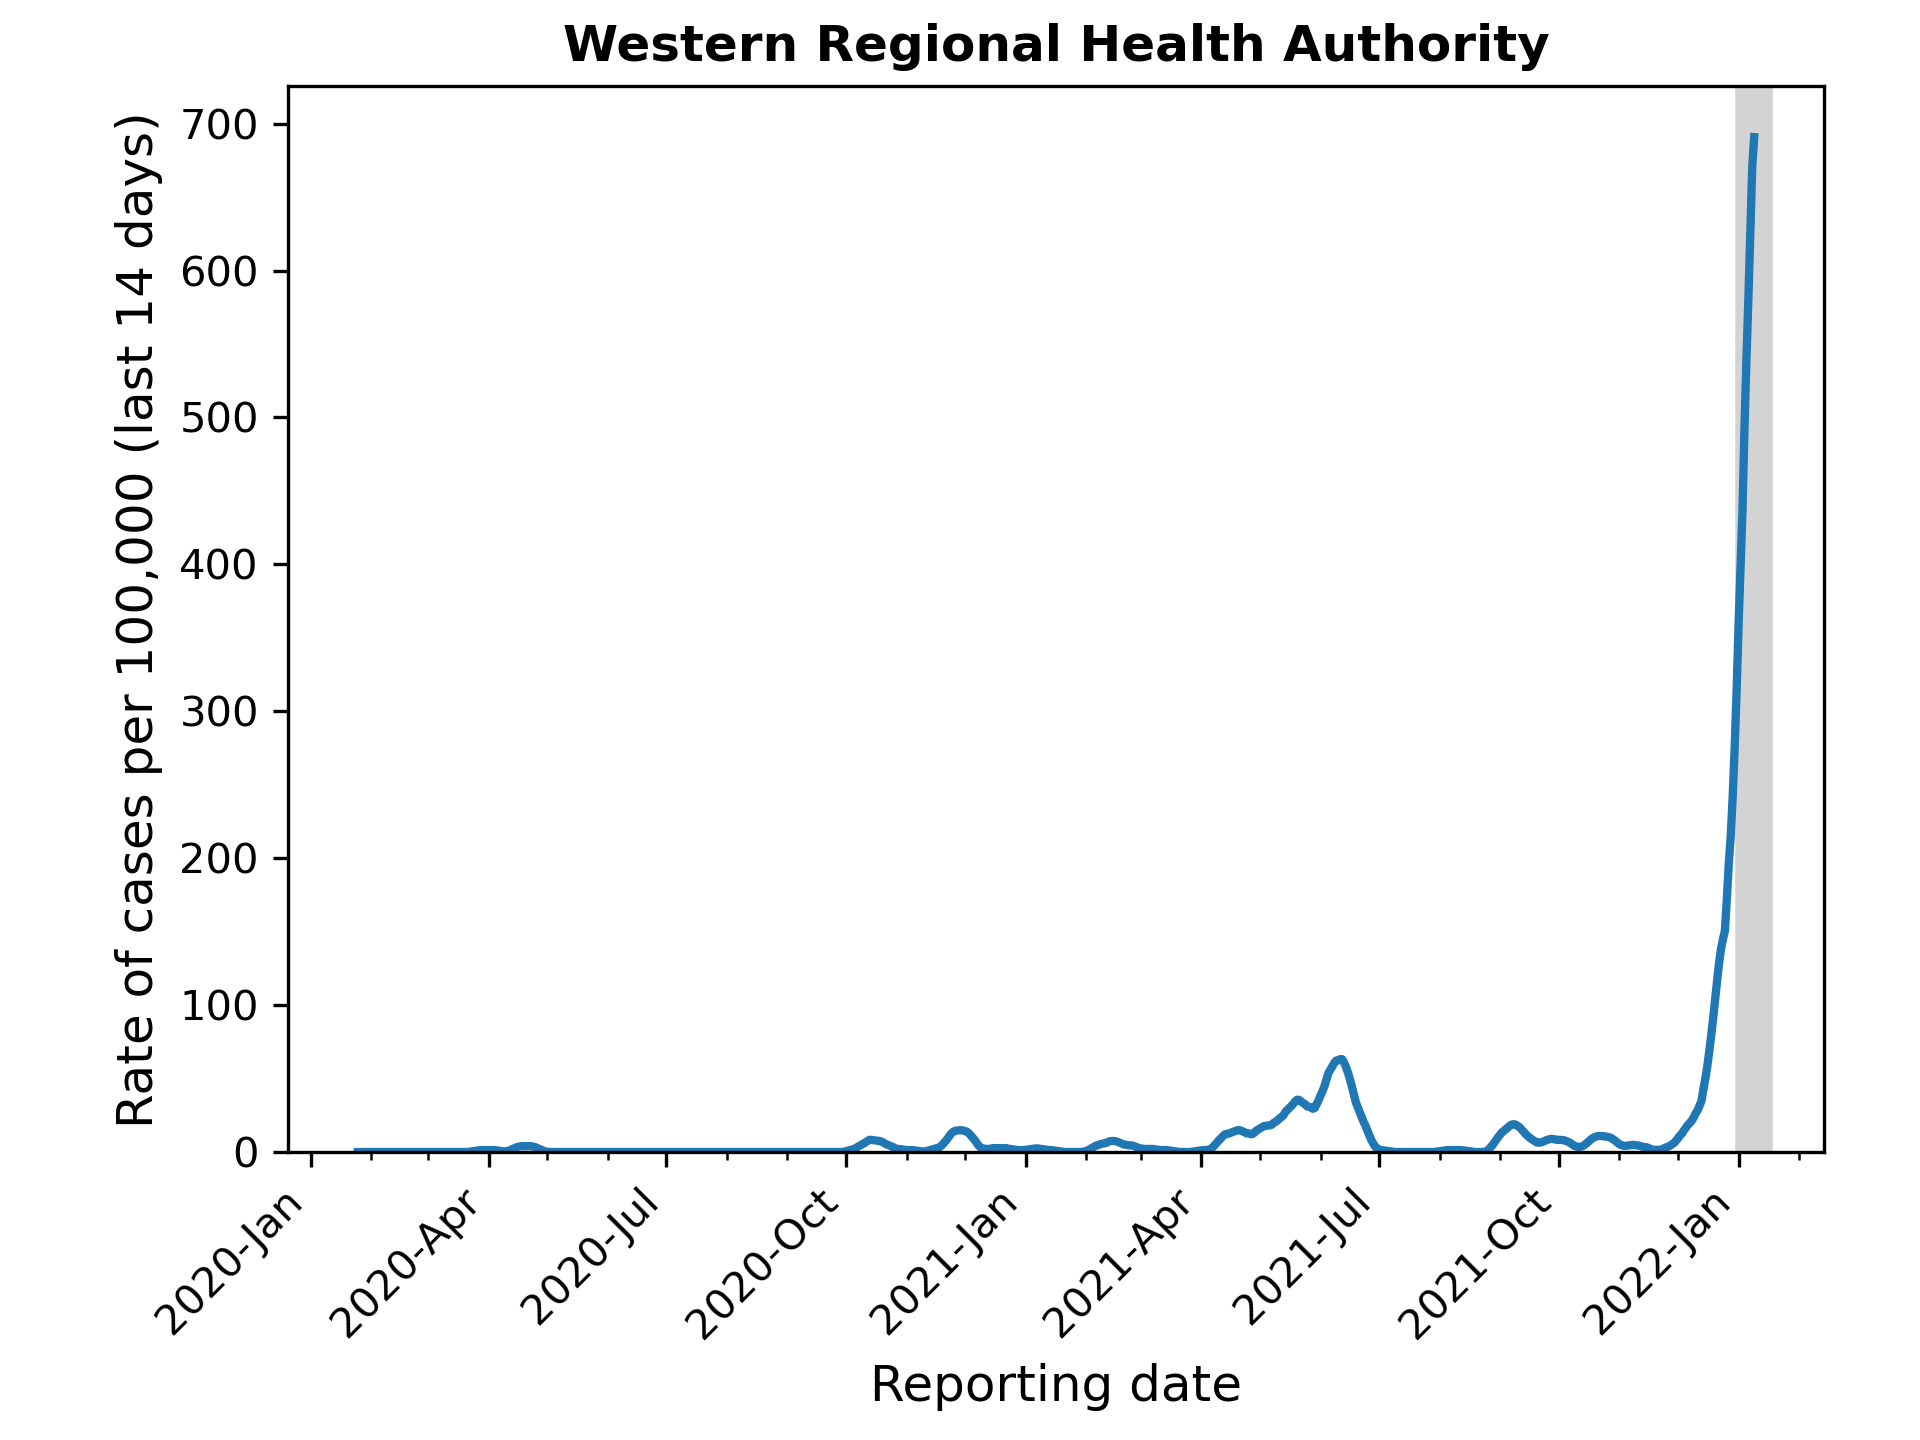 Western Regional Health Authority
Rate of cases per 100,000 (last 14 days)
700
600
500
400
300
200
100
0
2020-Jan
2020-Apr
2020-Jul
2020-Oct
2021-Jan
2021-Apr
2021-Jul
2021-Oct
2022-Jan
Reporting date